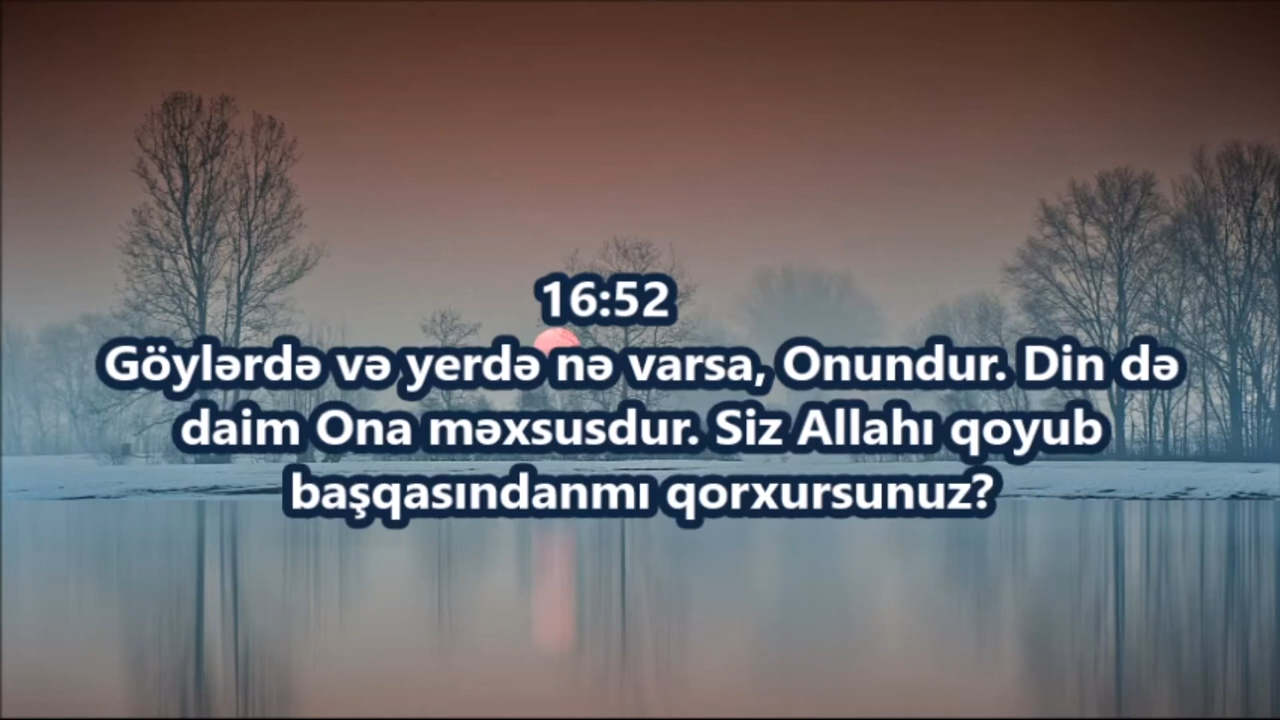 16:52
Göylərdə və yerdə nə varsa, Onundur. Din də
daim Ona məxsusdur. Siz Allahı qoyub
başqasındanmı qorxursunuz?